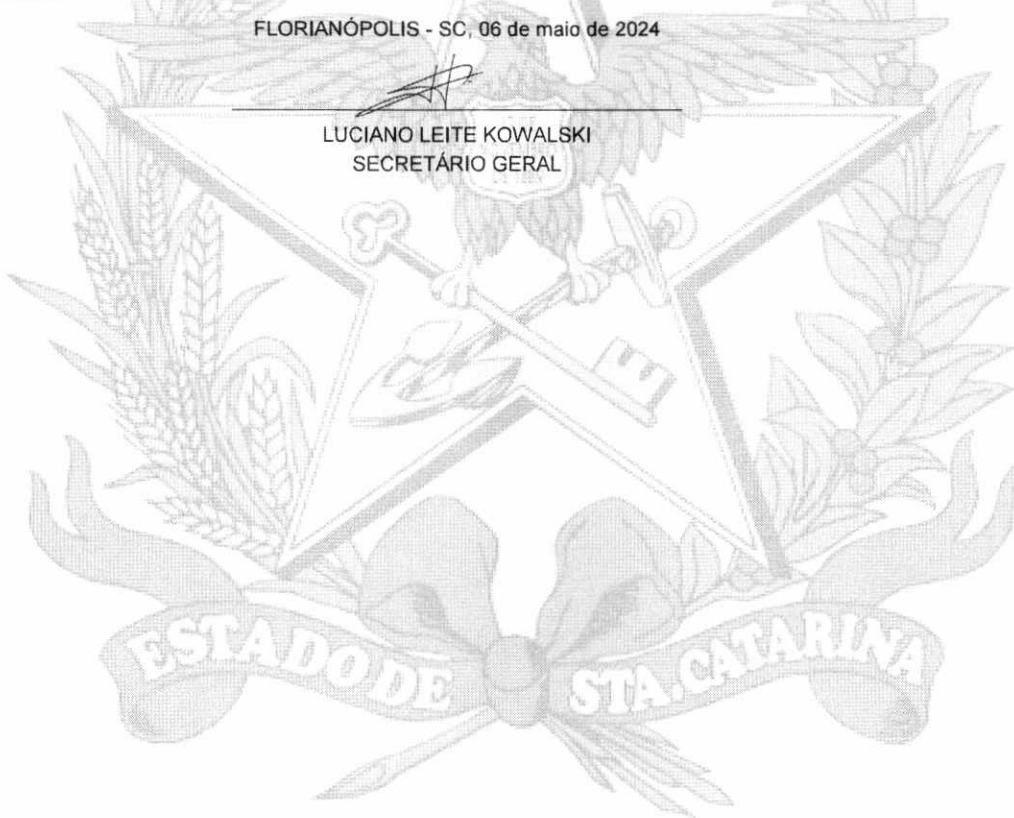 FLORIANÓPOLIS - SC, 06 de maio de 2024
LUCIANO LEITE KOWALSKI
SECRETÁRIO GERAL
ESTADO DE STA. CATARINA